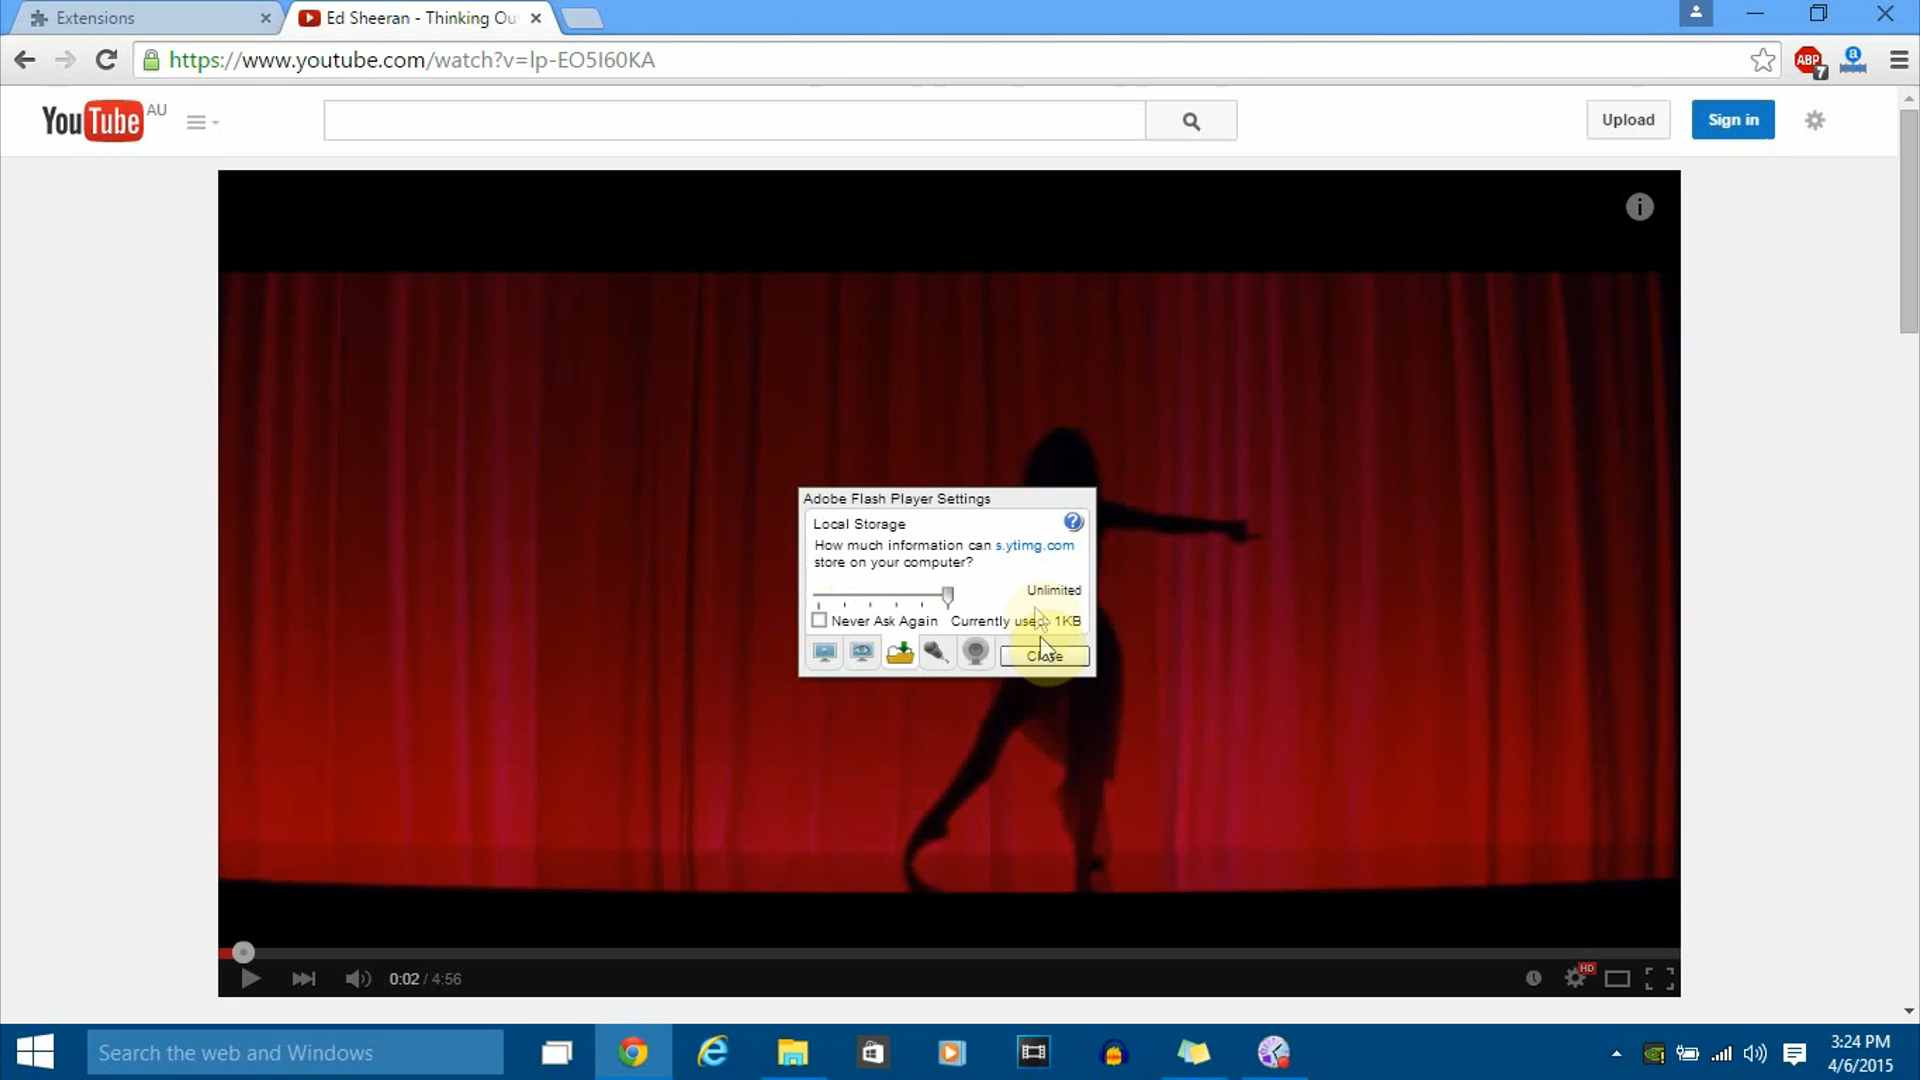 Extensions
Ed Sheeran - Thinking Ou
https://www.youtube.com/watch?v=lp-EO5I60KA
ABP
7
a
YouTube AU
Upload
Sign in
i
Adobe Flash Player Settings
Local Storage
?
How much information can s.ytimg.com
store on your computer?
Unlimited
Never Ask Again
Currently used: 1KB
Close
0:02 / 4:56
HD
Search the web and Windows
3:24 PM
4/6/2015